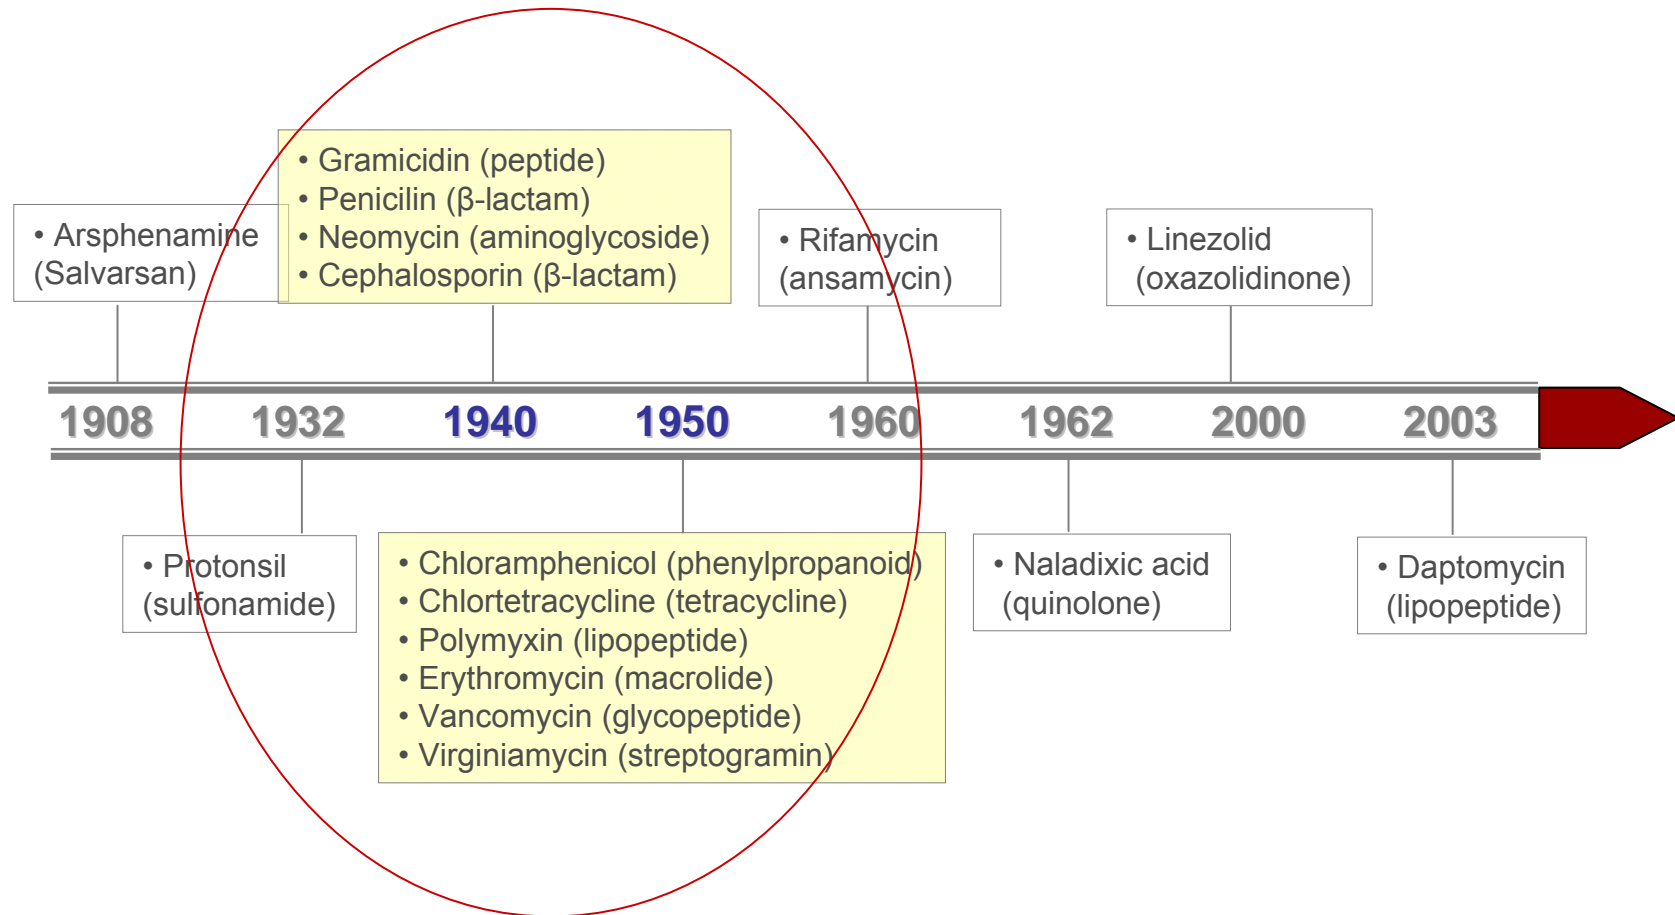 • Gramicidin (peptide)
• Penicilin (β-lactam)
• Neomycin (aminoglycoside)
• Cephalosporin (β-lactam)
• Arsphenamine
(Salvarsan)
• Rifamycin
(ansamycin)
• Linezolid
(oxazolidinone)
1908 1932 1940 1950 1960 1962 2000 2003
• Protonsil
(sulfonamide)
• Chloramphenicol (phenylpropanoid)
• Chlortetracycline (tetracycline)
• Polymyxin (lipopeptide)
• Erythromycin (macrolide)
• Vancomycin (glycopeptide)
• Virginiamycin (streptogramin)
• Naladixic acid
(quinolone)
• Daptomycin
(lipopeptide)